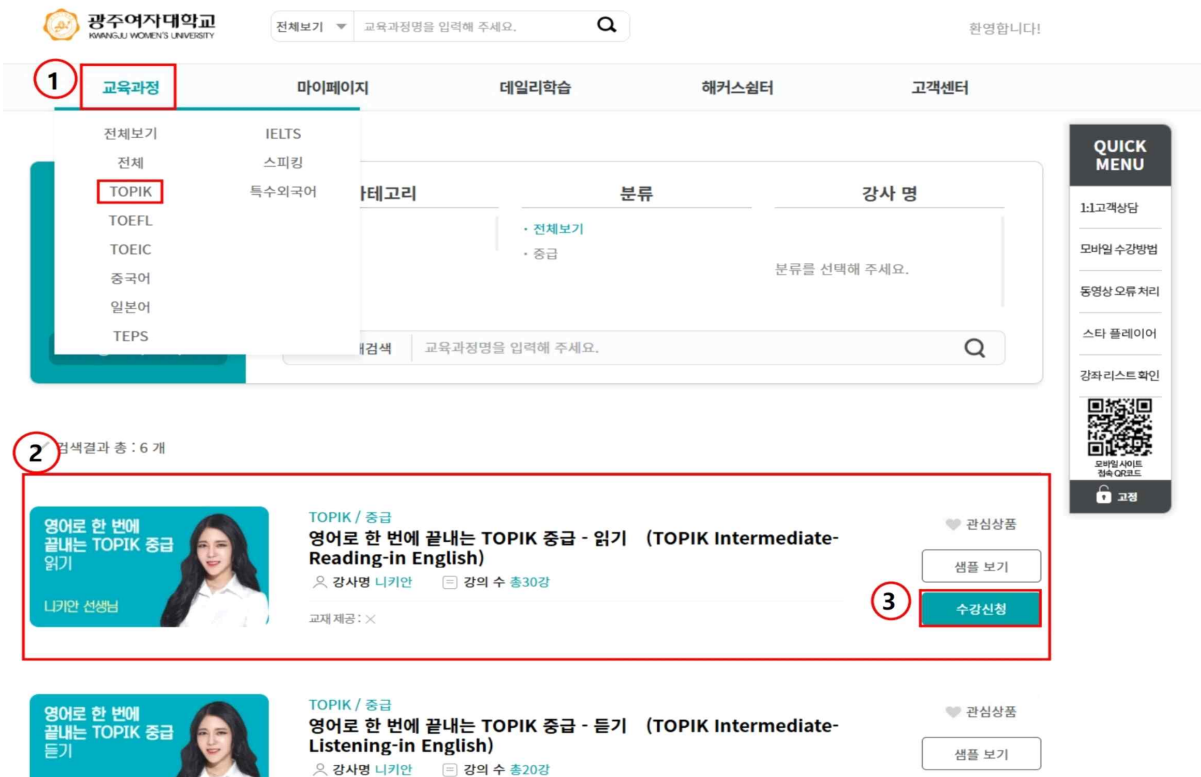 광주여자대학교
KWANGJU WOMEN'S UNIVERSITY
전체보기 교육과정명을 입력해 주세요.
환영합니다!
1 교육과정 마이페이지 데일리학습 해커스쉼터 고객센터
전체보기 IELTS
전체 스피킹
TOPIK 특수외국어
TOEFL
TOEIC
중국어
일본어
TEPS
테고리 분류 강사 명
· 전체보기
· 중급
분류를 선택해 주세요.
검색 교육과정명을 입력해 주세요.
QUICK
MENU
1:1고객상담
모바일 수강방법
동영상 오류 처리
스타 플레이어
강좌 리스트 확인
모바일 사이트
접속 QR코드
고정
2 검색결과 총 : 6 개
영어로 한 번에
끝내는 TOPIK 중급
읽기
니키안 선생님
TOPIK / 중급
영어로 한 번에 끝내는 TOPIK 중급 - 읽기 (TOPIK Intermediate-
Reading-in English)
강사명 니키안 강의 수 총30강
교재 제공 : ×
관심상품
샘플 보기
3 수강신청
영어로 한 번에
끝내는 TOPIK 중급
듣기
TOPIK / 중급
영어로 한 번에 끝내는 TOPIK 중급 - 듣기 (TOPIK Intermediate-
Listening-in English)
강사명 니키안 강의 수 총20강
관심상품
샘플 보기